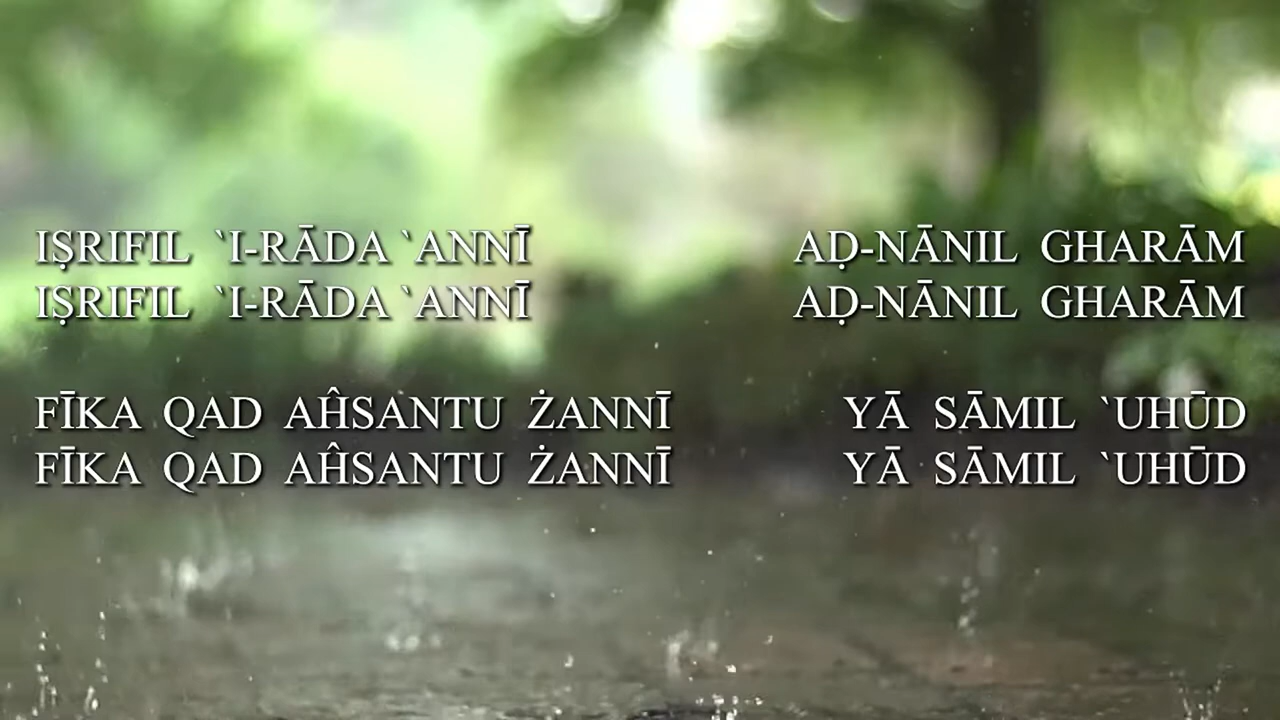 IṢRIFIL `I-RĀDA `ANNĪ AḌ-NĀNIL GHARĀM
IṢRIFIL `I-RĀDA `ANNĪ AḌ-NĀNIL GHARĀM
FĪKA QAD AĤSANTU ŻANNĪ YĀ SĀMIL `UHŪD
FĪKA QAD AĤSANTU ŻANNĪ YĀ SĀMIL `UHŪD